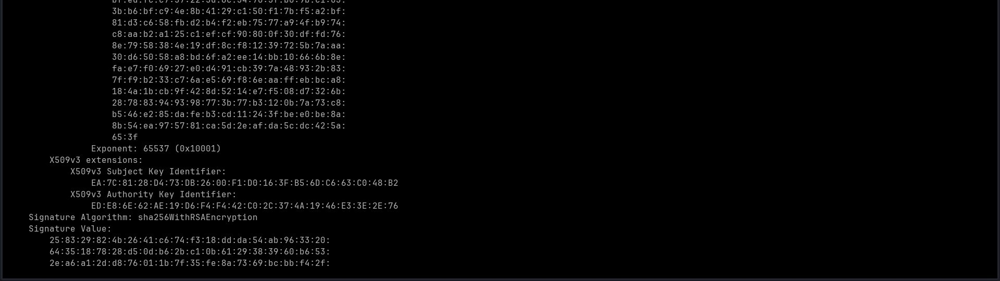 3b:b6:bf:c9:4e:8b:41:29:c1:50:f1:7b:f5:a2:bf:
81:d3:c6:58:fb:d2:b4:f2:eb:75:77:a9:4f:b9:74:
c8:aa:b2:a1:25:c1:ef:cf:90:80:0f:30:df:fd:76:
8e:79:58:38:4e:19:df:8c:f8:12:39:72:5b:7a:aa:
30:d6:50:58:a8:bd:6f:a2:ee:14:bb:10:66:6b:8e:
fa:e7:f0:69:27:e0:d4:91:cb:39:7a:48:93:2b:83:
7f:f9:b2:33:c7:6a:e5:69:f8:6e:aa:ff:eb:bc:a8:
18:4a:1b:cb:9f:42:8d:52:14:e7:f5:08:d7:32:6b:
28:78:83:94:93:98:77:3b:77:b3:12:0b:7a:73:c8:
b5:46:e2:85:da:fe:b3:cd:11:24:3f:be:e0:be:8a:
8b:54:ea:97:57:81:ca:5d:2e:af:da:5c:dc:42:5a:
65:3f
Exponent: 65537 (0x10001)
X509v3 extensions:
X509v3 Subject Key Identifier:
EA:7C:81:28:D4:73:DB:26:00:F1:D0:16:3F:B5:6D:C6:63:C0:48:B2
X509v3 Authority Key Identifier:
ED:E8:6E:62:AE:19:D6:F4:F4:42:C0:2C:37:4A:19:46:E3:3E:2E:76
Signature Algorithm: sha256WithRSAEncryption
Signature Value:
25:83:29:82:4b:26:41:c6:74:f3:18:dd:da:54:ab:96:33:20:
64:35:18:78:28:d5:0d:b6:2b:c1:0b:61:29:38:39:60:b6:53:
2e:a6:a1:2d:d8:76:01:1b:7f:35:fe:8a:73:69:bc:bb:f4:2f: